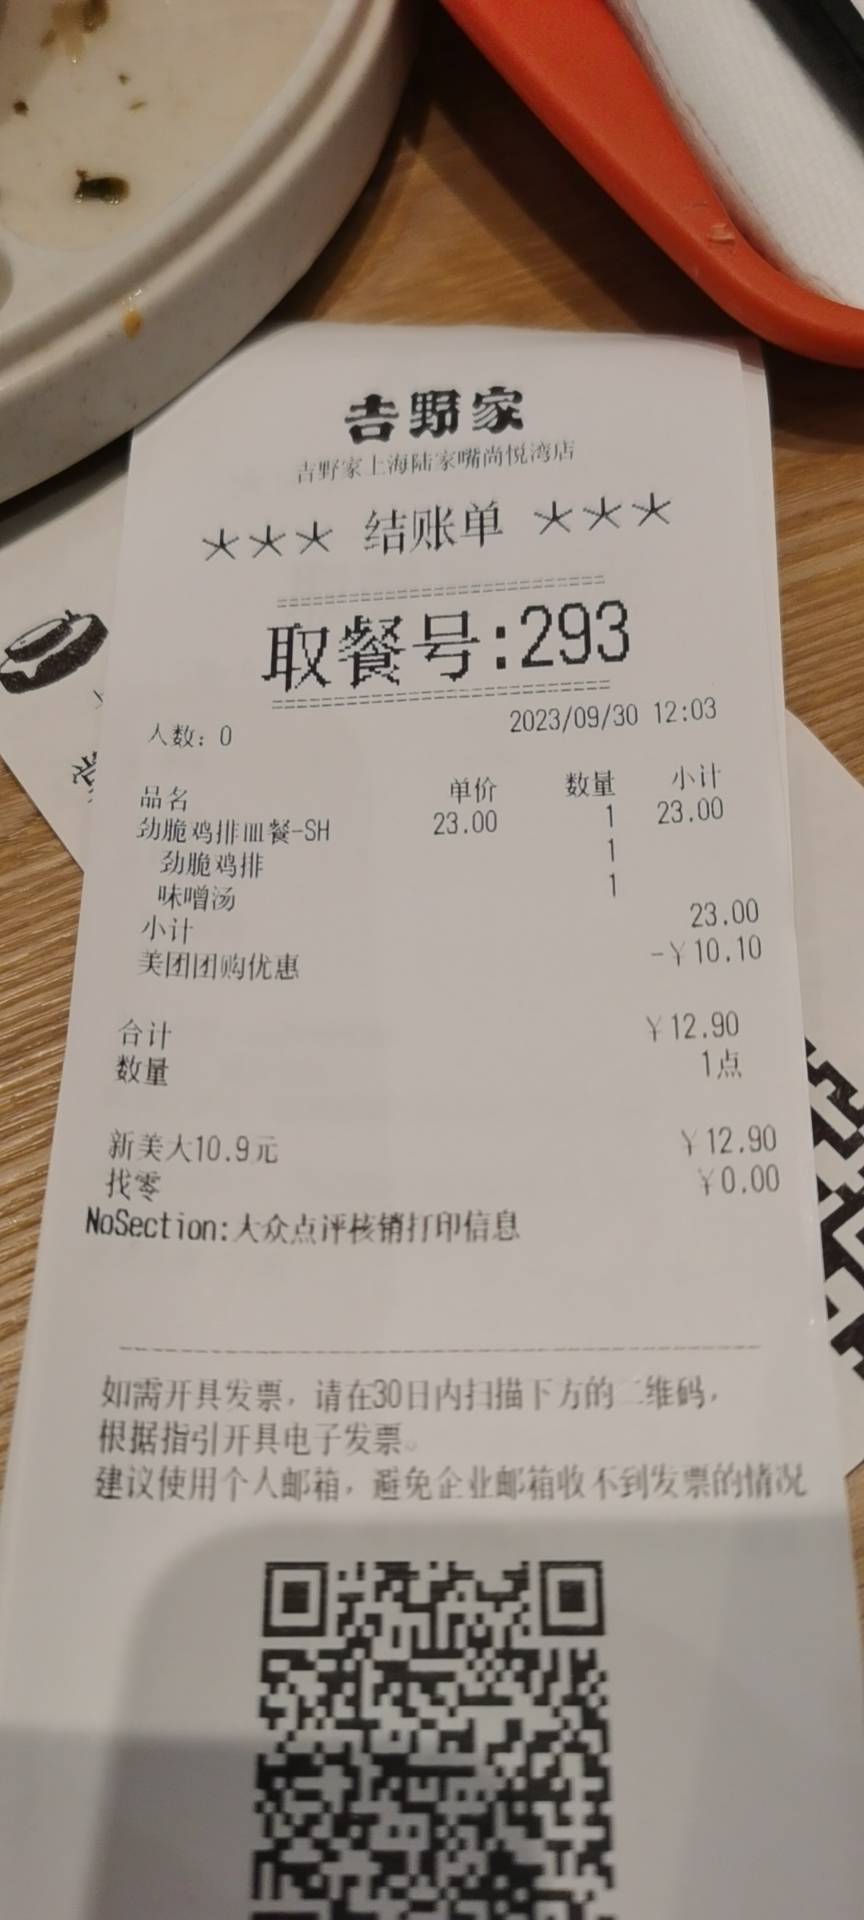 吉野家
吉野家上海陆家嘴尚悦湾店
*** 结账单 ***
取餐号:293
人数: 0 2023/09/30 12:03
品名 单价 数量 小计
劲脆鸡排皿餐-SH 23.00 1 23.00
劲脆鸡排 1
味噌汤 1
小计 23.00
美团团购优惠 -¥10.10
合计 ¥12.90
数量 1点
新美大10.9元 ¥12.90
找零 ¥0.00
NoSection:大众点评核销打印信息
如需开具发票，请在30日内扫描下方的二维码，
根据指引开具电子发票。
建议使用个人邮箱，避免企业邮箱收不到发票的情况